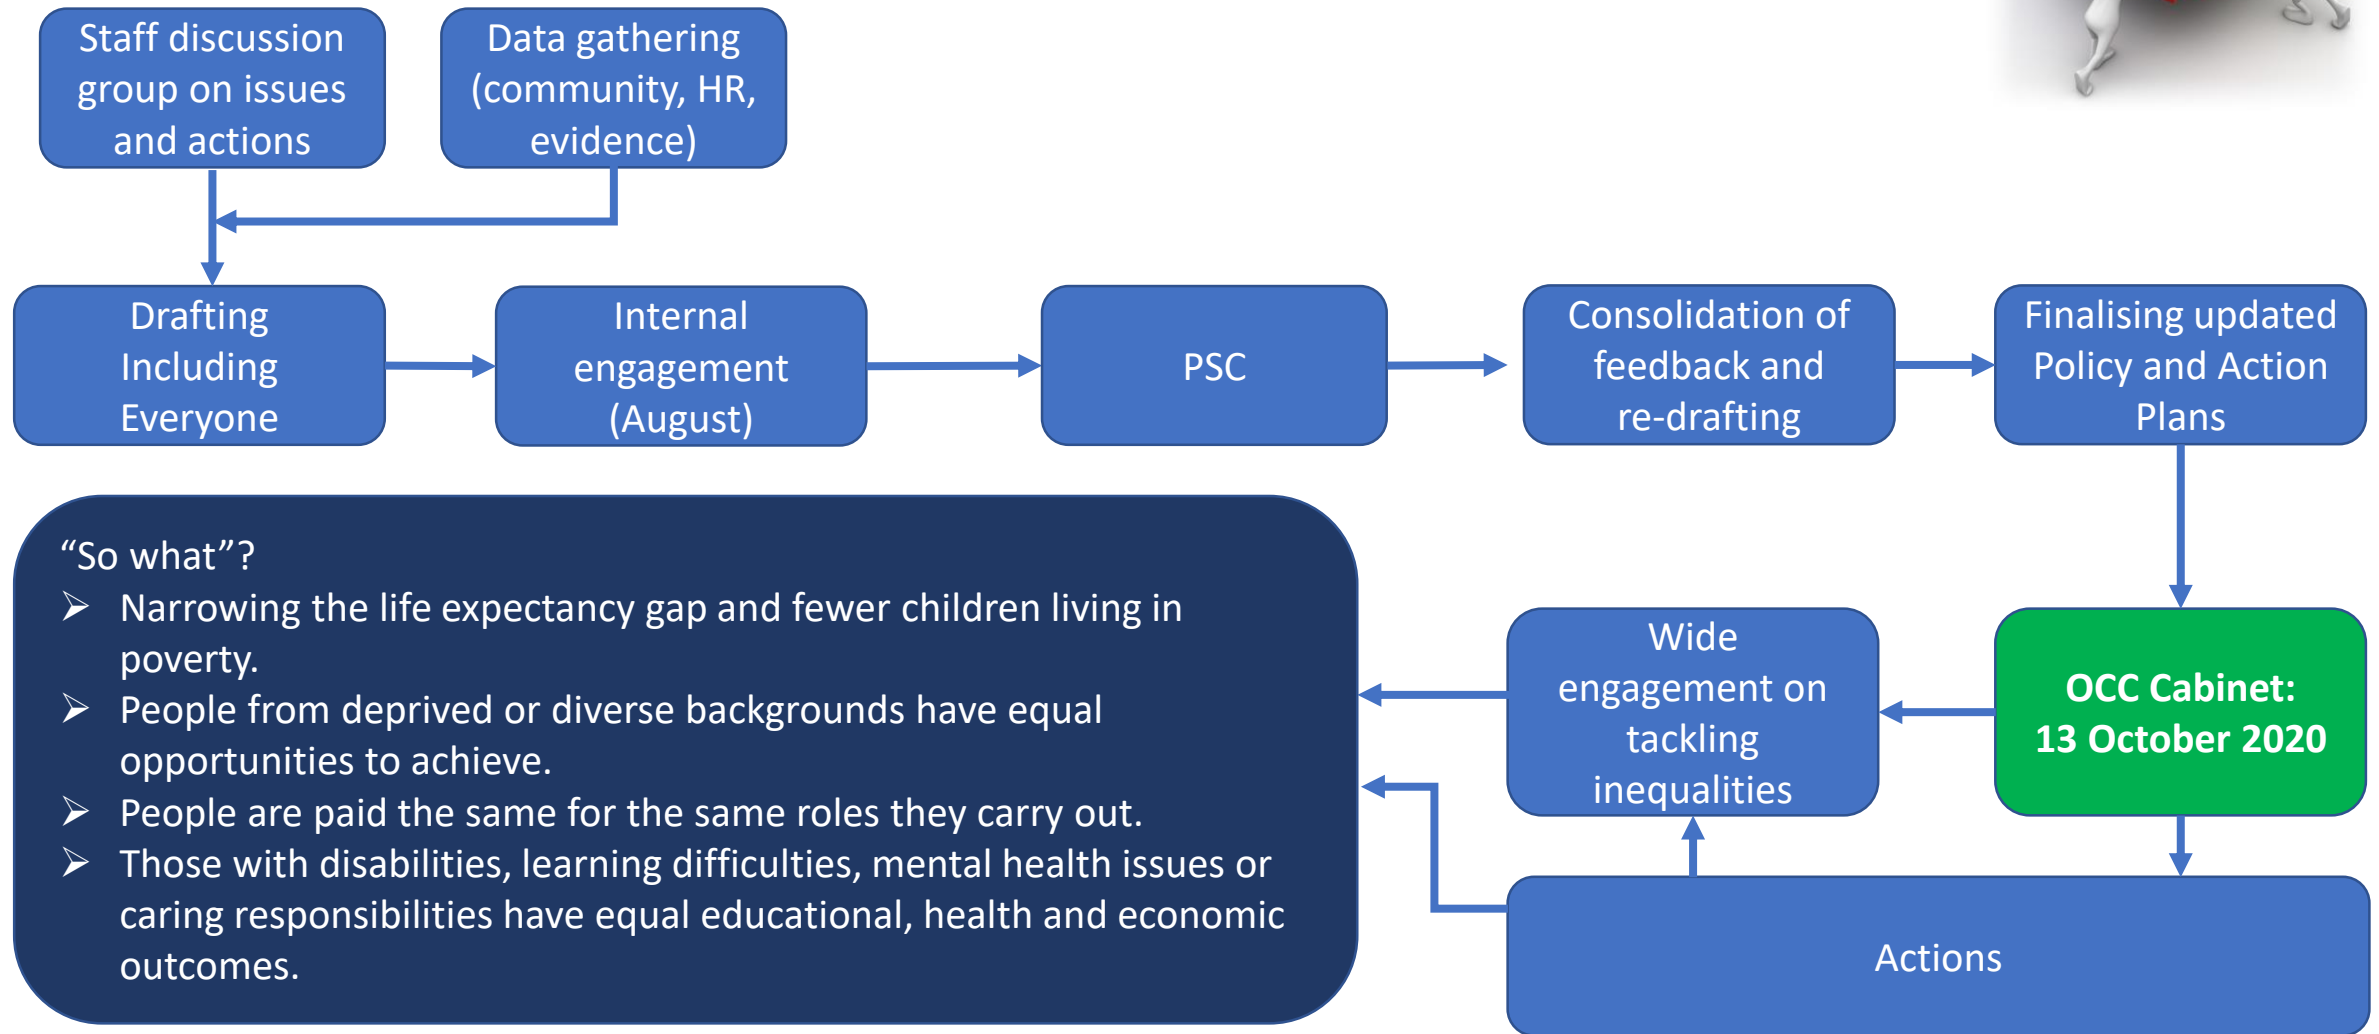 Staff discussion
group on issues
and actions
Data gathering
(community, HR,
evidence)
Drafting
Including
Everyone
Internal
engagement
(August)
PSC
Consolidation of
feedback and
re-drafting
Finalising updated
Policy and Action
Plans
“So what”?
➢ Narrowing the life expectancy gap and fewer children living in
poverty.
➢ People from deprived or diverse backgrounds have equal
opportunities to achieve.
➢ People are paid the same for the same roles they carry out.
➢ Those with disabilities, learning difficulties, mental health issues or
caring responsibilities have equal educational, health and economic
outcomes.
Wide
engagement on
tackling
inequalities
OCC Cabinet:
13 October 2020
Actions